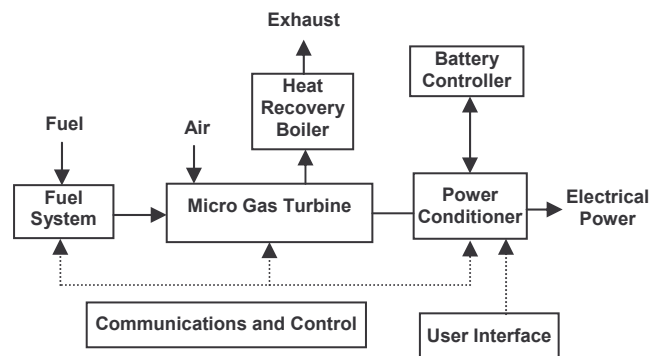 Exhaust
Battery
Controller
Heat
Recovery
Boiler
Fuel
Air
Fuel
System
Micro Gas Turbine
Power
Conditioner
Electrical
Power
Communications and Control
User Interface